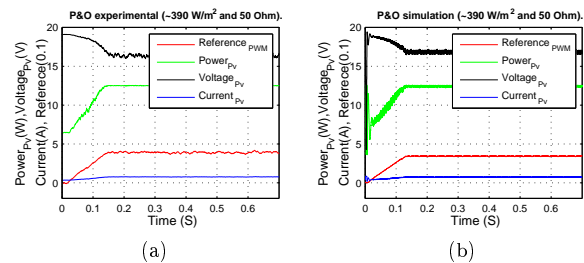 P&O experimental (~390 W/m² and 50 Ohm).
20
15
10
5
0
Power_Pv(W),Voltage_Pv(V)
Current(A), Referece(0.1)
Reference_PWM
Power_Pv
Voltage_Pv
Current_Pv
0 0.1 0.2 0.3 0.4 0.5 0.6
Time (S)
(a)
P&O simulation (~390 W/m² and 50 Ohm).
20
15
10
5
0
Power_Pv(W),Voltage_Pv(V)
Current(A), Referece(0.1)
Reference_PWM
Power_Pv
Voltage_Pv
Current_Pv
0 0.1 0.2 0.3 0.4 0.5 0.6
Time (S)
(b)